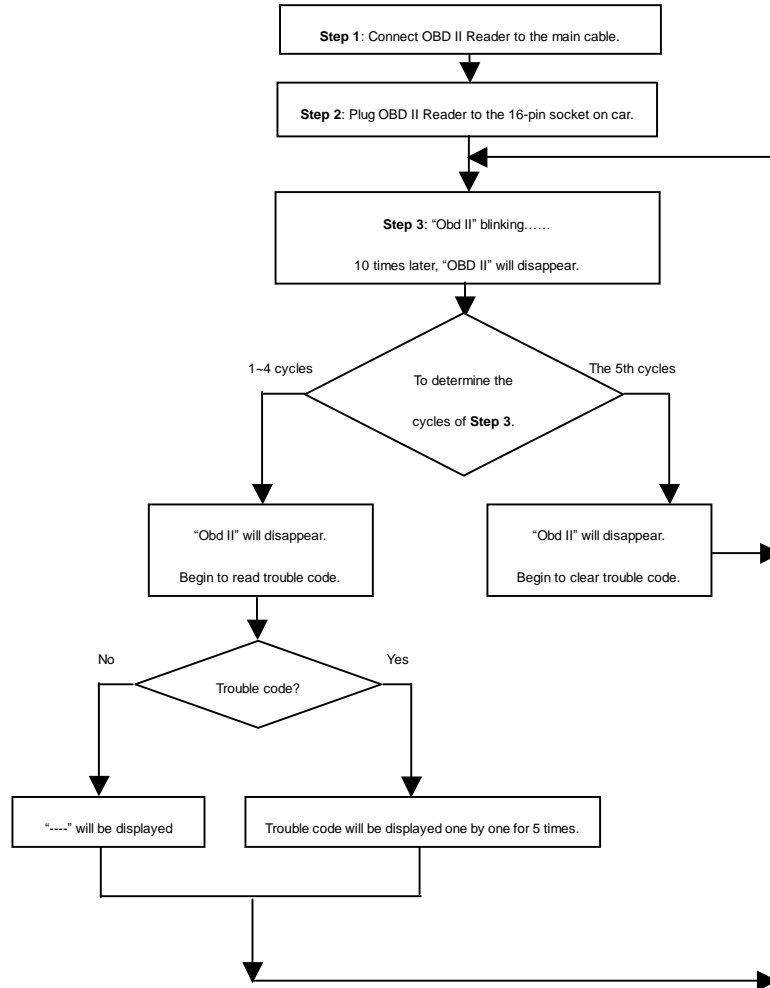 Step 1: Connect OBD II Reader to the main cable.
Step 2: Plug OBD II Reader to the 16-pin socket on car.
Step 3: “Obd II” blinking……
10 times later, “OBD II” will disappear.
1~4 cycles
The 5th cycles
To determine the
cycles of Step 3.
“Obd II” will disappear.
Begin to read trouble code.
“Obd II” will disappear.
Begin to clear trouble code.
No
Yes
Trouble code?
“----” will be displayed
Trouble code will be displayed one by one for 5 times.